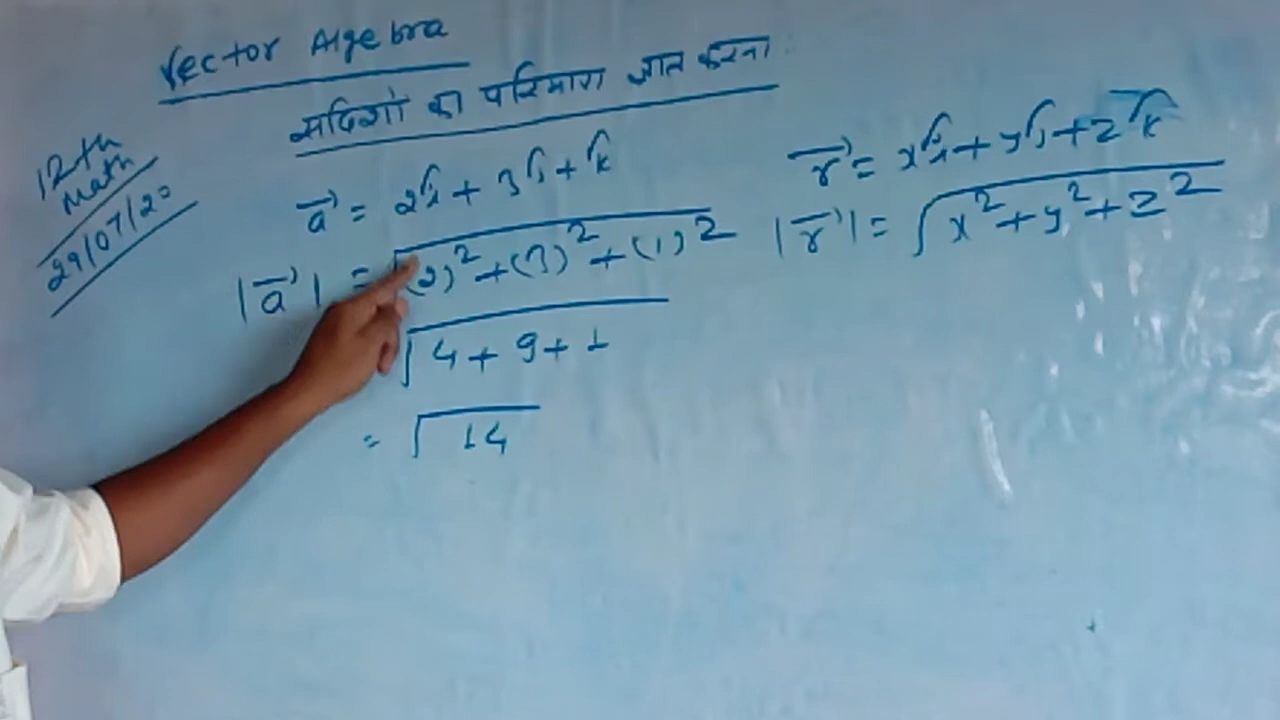 Vector Algebra
सदिशों का परिमाण ज्ञात करना
12th
Math
29/07/20
a⃗ = 2î + 3ĵ + k̂
|a⃗| = √(2)² + (3)² + (1)²
√4 + 9 + 1
= √14
r⃗ = xî + yĵ + zk̂
|r⃗| = √x² + y² + z²